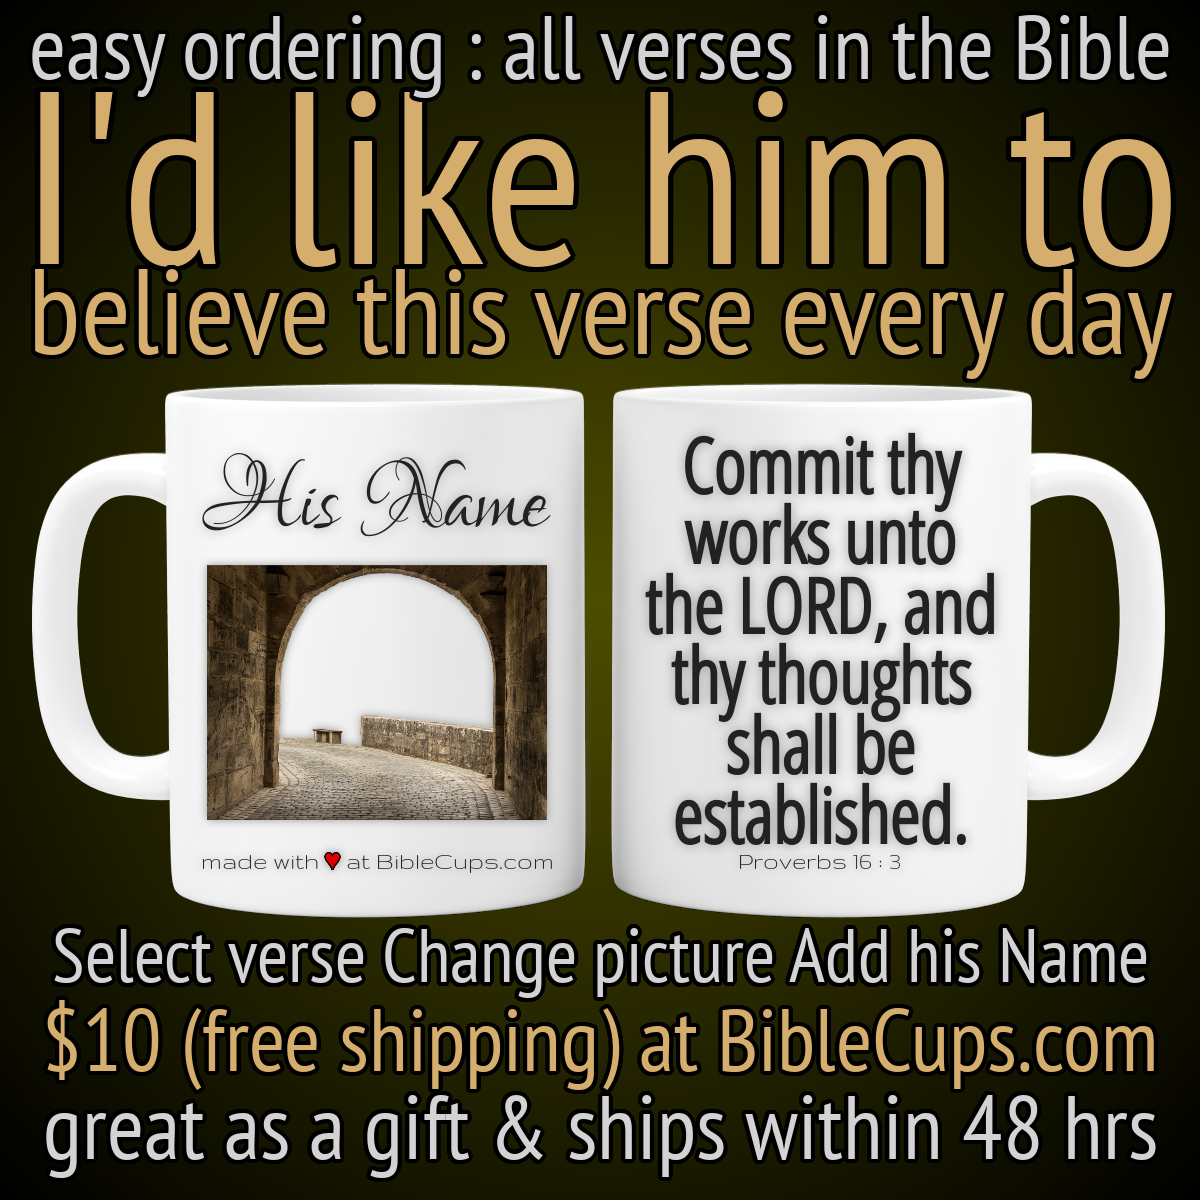 easy ordering : all verses in the Bible
I'd like him to
believe this verse every day
His Name
made with ♥ at BibleCups.com
Commit thy
works unto
the LORD, and
thy thoughts
shall be
established.
Proverbs 16 : 3
Select verse Change picture Add his Name
$10 (free shipping) at BibleCups.com
great as a gift & ships within 48 hrs